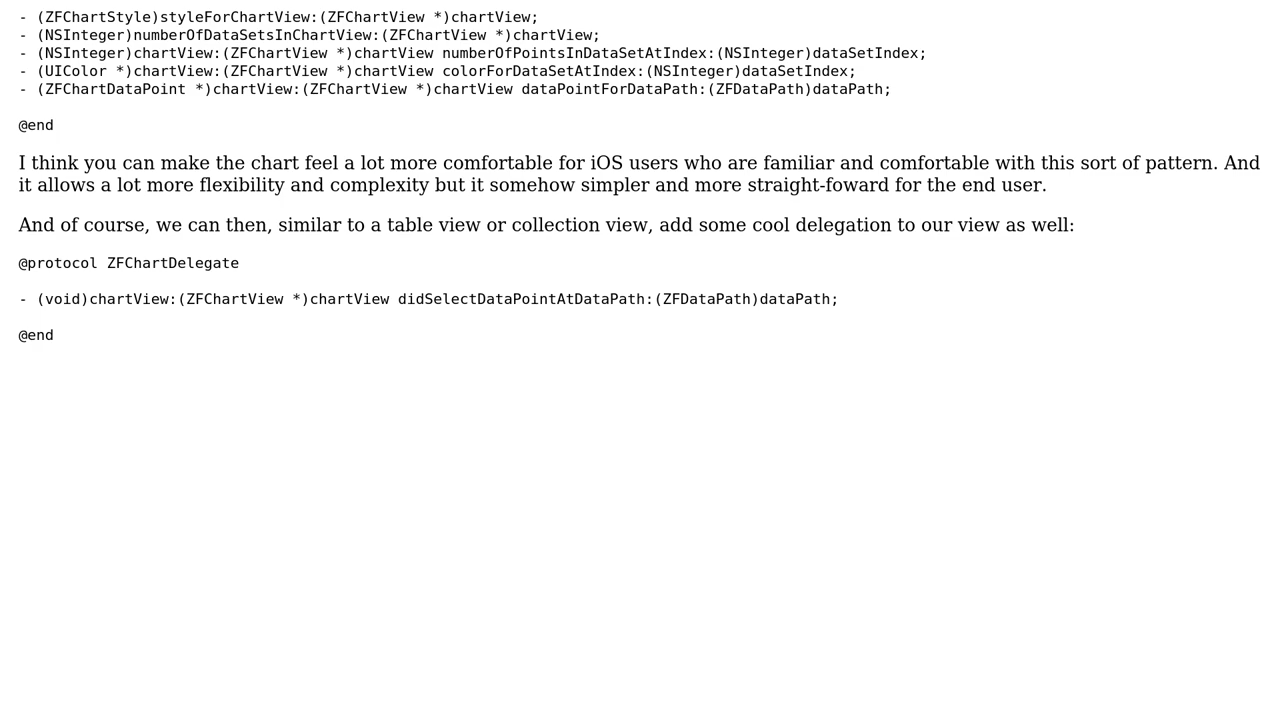 - (ZFChartStyle)styleForChartView:(ZFChartView *)chartView;
- (NSInteger)numberOfDataSetsInChartView:(ZFChartView *)chartView;
- (NSInteger)chartView:(ZFChartView *)chartView numberOfPointsInDataSetAtIndex:(NSInteger)dataSetIndex;
- (UIColor *)chartView:(ZFChartView *)chartView colorForDataSetAtIndex:(NSInteger)dataSetIndex;
- (ZFChartDataPoint *)chartView:(ZFChartView *)chartView dataPointForDataPath:(ZFDataPath)dataPath;
@end
I think you can make the chart feel a lot more comfortable for iOS users who are familiar and comfortable with this sort of pattern. And
it allows a lot more flexibility and complexity but it somehow simpler and more straight-foward for the end user.
And of course, we can then, similar to a table view or collection view, add some cool delegation to our view as well:
@protocol ZFChartDelegate
- (void)chartView:(ZFChartView *)chartView didSelectDataPointAtDataPath:(ZFDataPath)dataPath;
@end